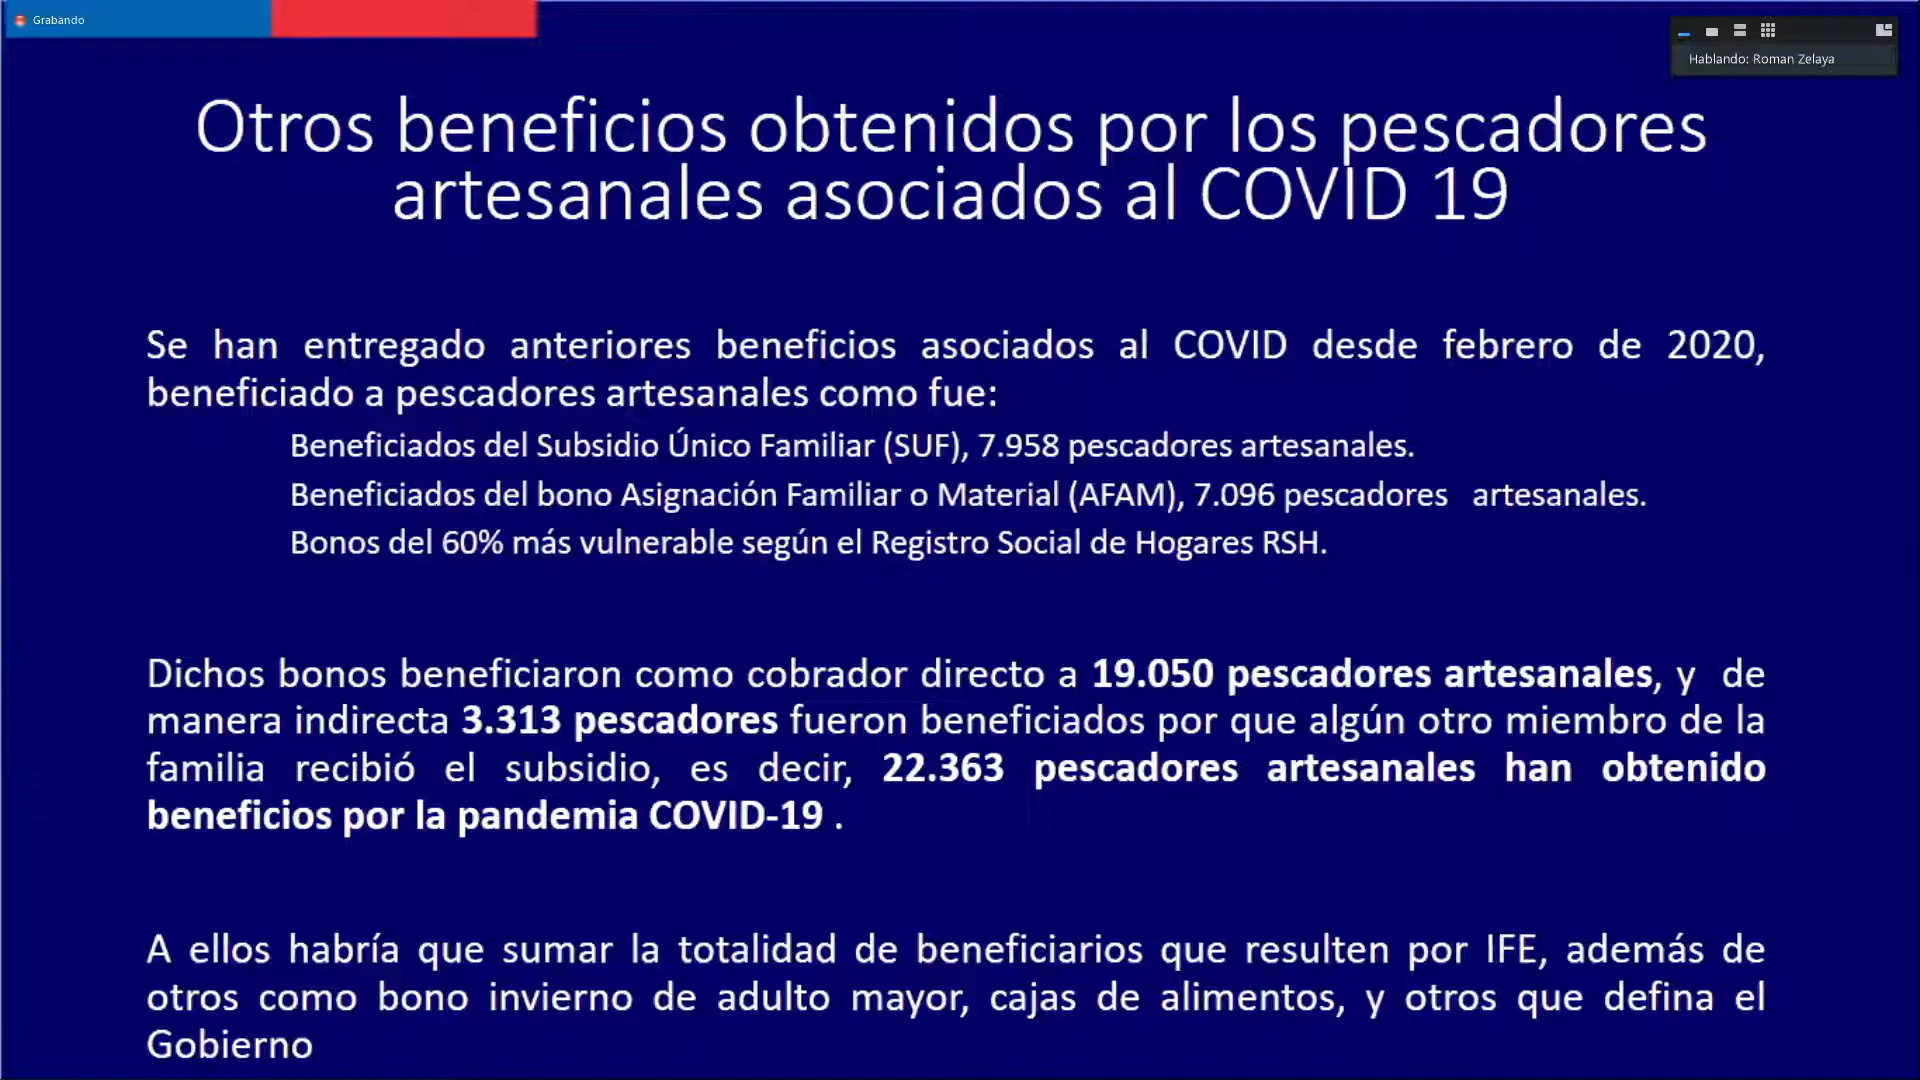 Grabando
Hablando: Roman Zelaya
Otros beneficios obtenidos por los pescadores
artesanales asociados al COVID 19
Se han entregado anteriores beneficios asociados al COVID desde febrero de 2020,
beneficiado a pescadores artesanales como fue:
Beneficiados del Subsidio Único Familiar (SUF), 7.958 pescadores artesanales.
Beneficiados del bono Asignación Familiar o Material (AFAM), 7.096 pescadores artesanales.
Bonos del 60% más vulnerable según el Registro Social de Hogares RSH.
Dichos bonos beneficiaron como cobrador directo a 19.050 pescadores artesanales, y de
manera indirecta 3.313 pescadores fueron beneficiados por que algún otro miembro de la
familia recibió el subsidio, es decir, 22.363 pescadores artesanales han obtenido
beneficios por la pandemia COVID-19 .
A ellos habría que sumar la totalidad de beneficiarios que resulten por IFE, además de
otros como bono invierno de adulto mayor, cajas de alimentos, y otros que defina el
Gobierno